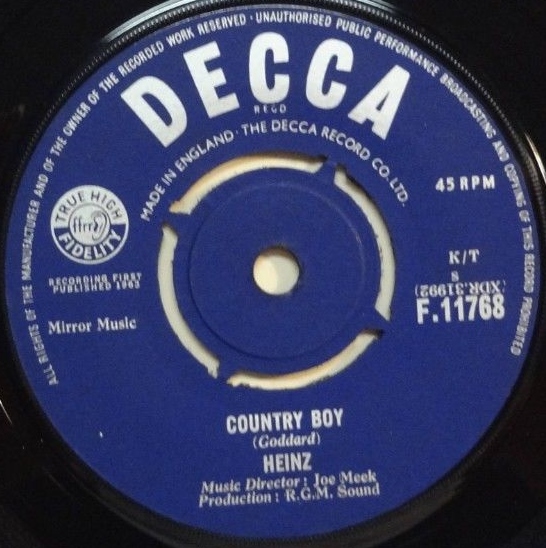 ALL RIGHTS OF THE MANUFACTURER AND OF THE OWNER OF THE RECORDED WORK RESERVED · UNAUTHORISED PUBLIC PERFORMANCE BROADCASTING AND COPYING OF THIS RECORD PROHIBITED
DECCA
REGD
MADE IN ENGLAND · THE DECCA RECORD CO. LTD.
45 RPM
TRUE HIGH
ffrr
FIDELITY
K/T
S
RECORDING FIRST
PUBLISHED 1963
(XDR.31992)
F.11768
Mirror Music
COUNTRY BOY
(Goddard)
HEINZ
Music Director : Joe Meek
Production : R.G.M. Sound